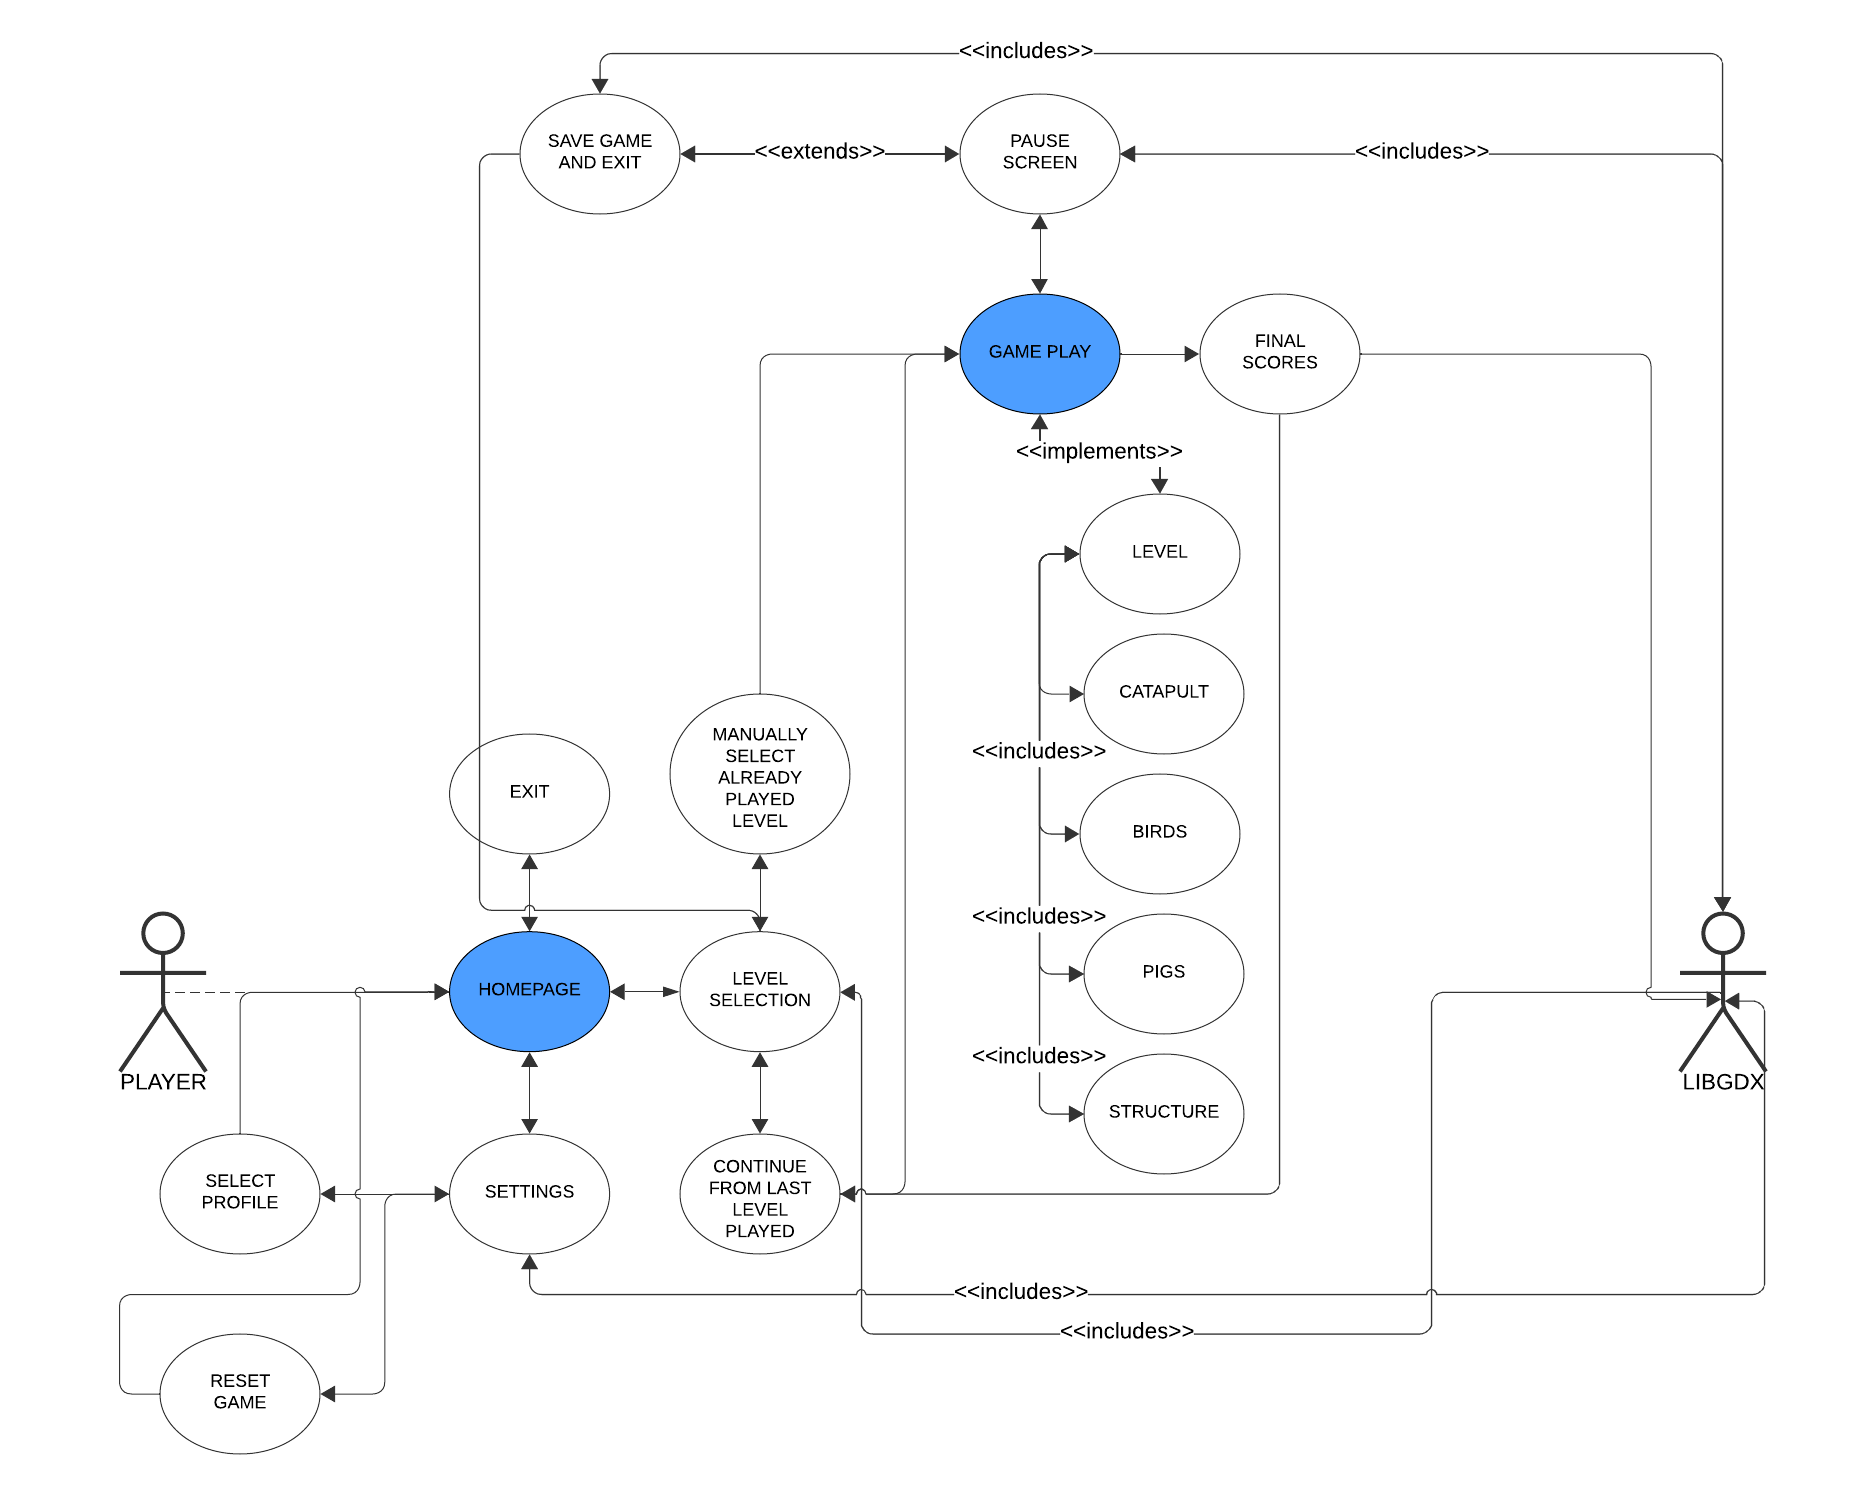 <<includes>>
SAVE GAME
AND EXIT
<<extends>>
PAUSE
SCREEN
<<includes>>
GAME PLAY
FINAL
SCORES
<<implements>>
LEVEL
CATAPULT
<<includes>>
BIRDS
<<includes>>
PIGS
<<includes>>
STRUCTURE
MANUALLY
SELECT
ALREADY
PLAYED
LEVEL
EXIT
HOMEPAGE
LEVEL
SELECTION
PLAYER
LIBGDX
SELECT
PROFILE
SETTINGS
CONTINUE
FROM LAST
LEVEL
PLAYED
<<includes>>
<<includes>>
RESET
GAME